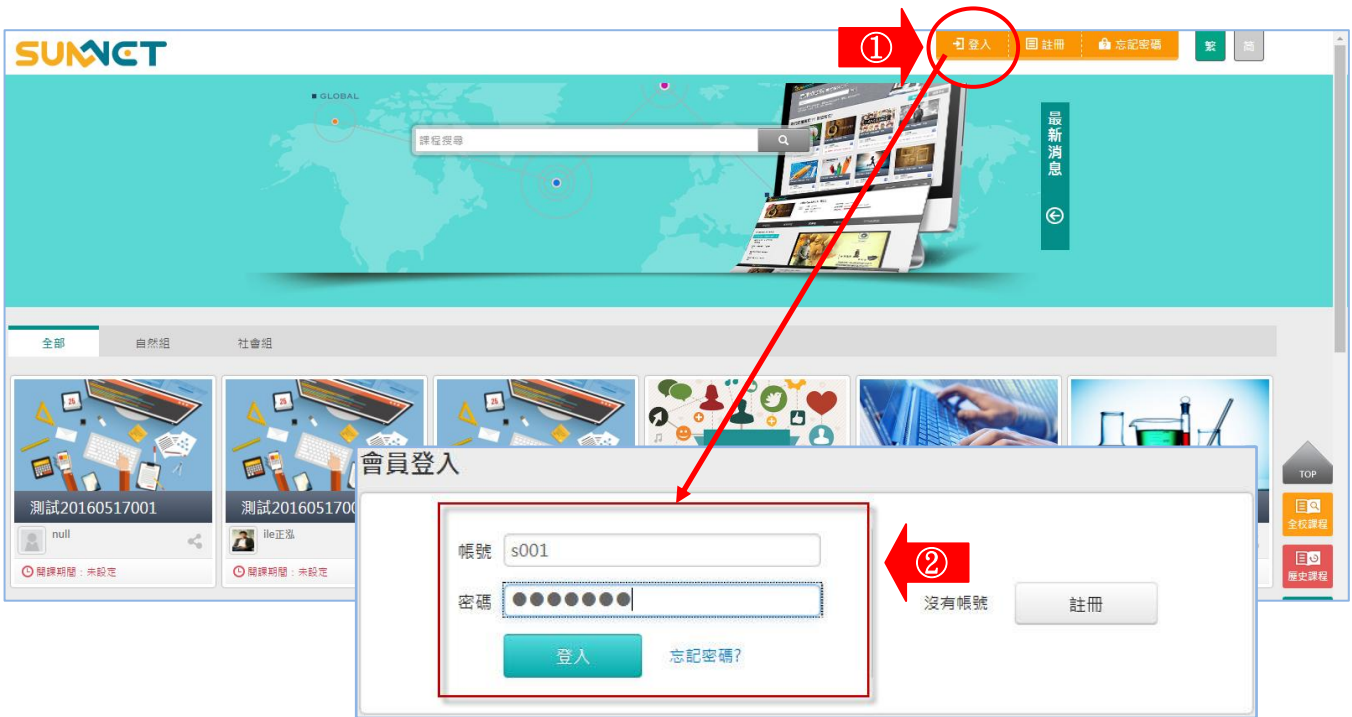 SUNNET
①
登入
註冊
忘記密碼
繁
簡
GLOBAL
課程搜尋
最新消息
全部
自然組
社會組
測試20160517001
測試2016051700
null
ile正泓
開課期間：未設定
開課期間：未設定
TOP
全校課程
歷史課程
會員登入
帳號
s001
②
密碼
●●●●●●●
沒有帳號
註冊
登入
忘記密碼?